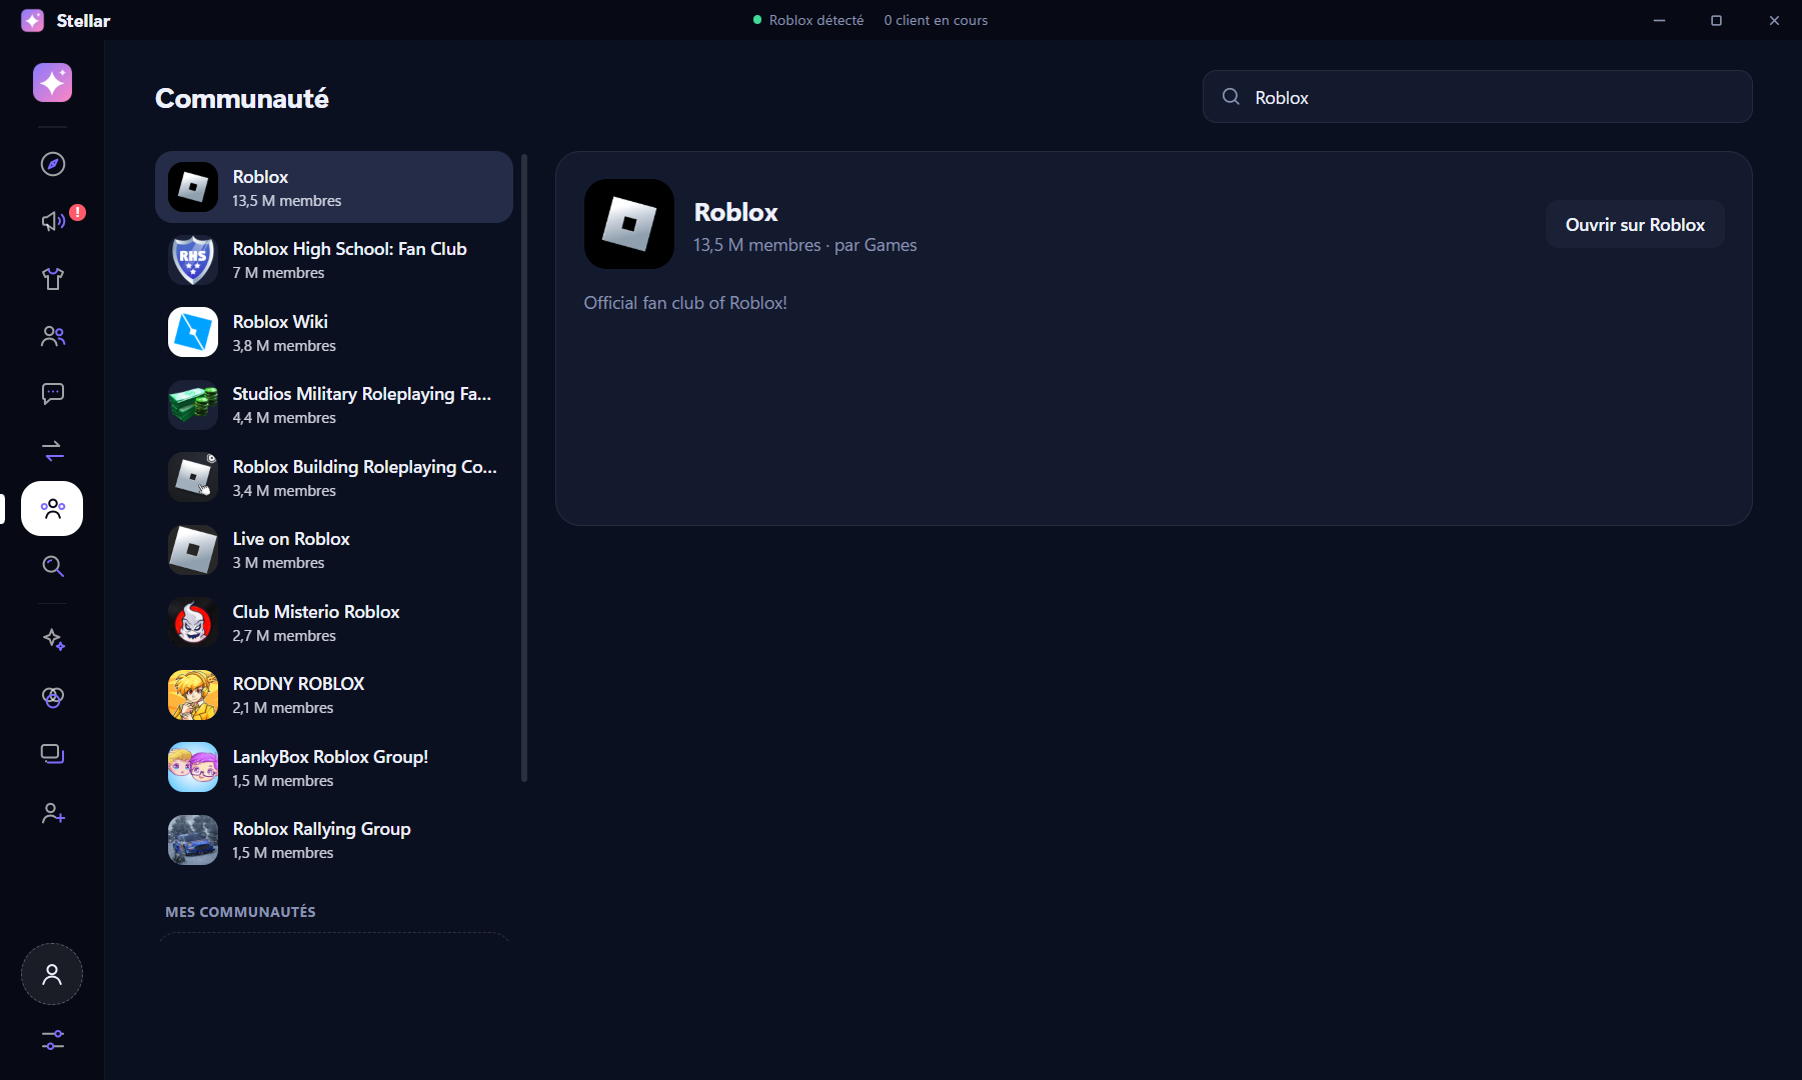 Stellar
Roblox détecté
0 client en cours
Communauté
Roblox
Roblox
13,5 M membres
Roblox High School: Fan Club
7 M membres
Roblox Wiki
3,8 M membres
Studios Military Roleplaying Fa...
4,4 M membres
Roblox Building Roleplaying Co...
3,4 M membres
Live on Roblox
3 M membres
Club Misterio Roblox
2,7 M membres
RODNY ROBLOX
2,1 M membres
LankyBox Roblox Group!
1,5 M membres
Roblox Rallying Group
1,5 M membres
MES COMMUNAUTÉS
Roblox
13,5 M membres · par Games
Ouvrir sur Roblox
Official fan club of Roblox!
RHS